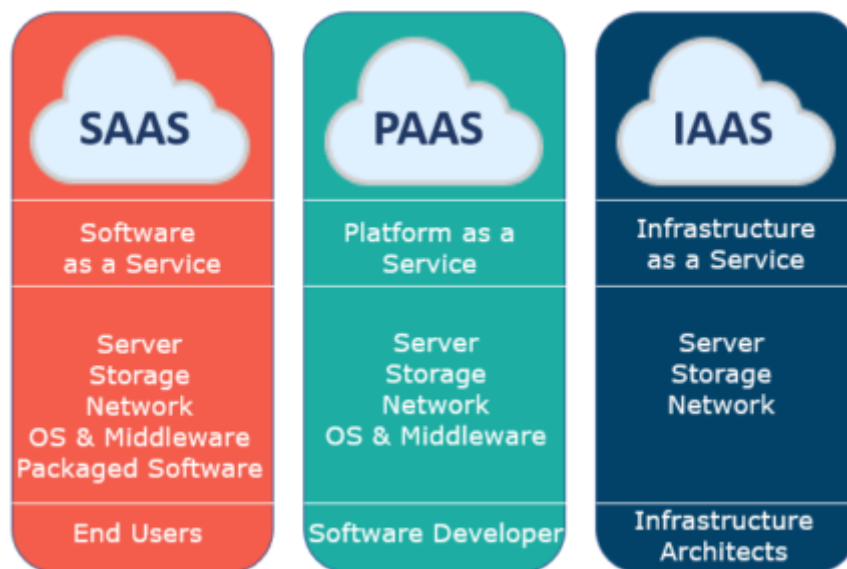 SAAS
Software
as a Service
Server
Storage
Network
OS & Middleware
Packaged Software
End Users
PAAS
Platform as a
Service
Server
Storage
Network
OS & Middleware
Software Developer
IAAS
Infrastructure
as a Service
Server
Storage
Network
Infrastructure
Architects